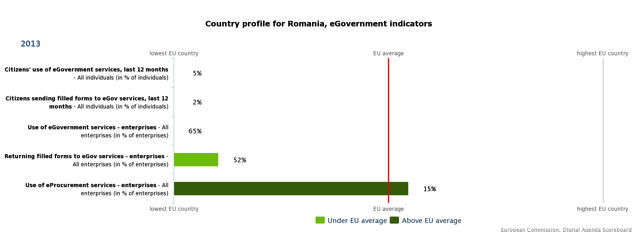 Country profile for Romania, eGovernment indicators
2013
lowest EU country
EU average
highest EU country
Citizens' use of eGovernment services, last 12 months
- All individuals (in % of individuals)
5%
Citizens sending filled forms to eGov services, last 12
months - All individuals (in % of individuals)
2%
Use of eGovernment services - enterprises - All
enterprises (in % of enterprises)
65%
Returning filled forms to eGov services - enterprises -
All enterprises (in % of enterprises)
52%
Use of eProcurement services - enterprises - All
enterprises (in % of enterprises)
15%
lowest EU country
EU average
highest EU country
Under EU average
Above EU average
European Commission, Digital Agenda Scoreboard